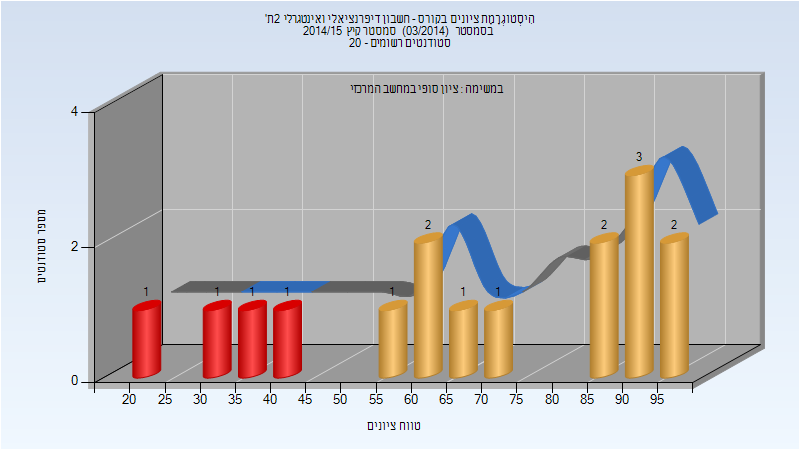 היסטוגרמת ציונים בקורס - חשבון דיפרנציאלי ואינטגרלי 2ת'
בסמסטר (03/2014) סמסטר קיץ 2014/15
סטודנטים רשומים - 20
במשימה : ציון סופי במחשב המרכזי
מספר סטודנטים
4
2
0
1 1 1 1 1 2 1 1 2 3 2
20 25 30 35 40 45 50 55 60 65 70 75 80 85 90 95
טווח ציונים